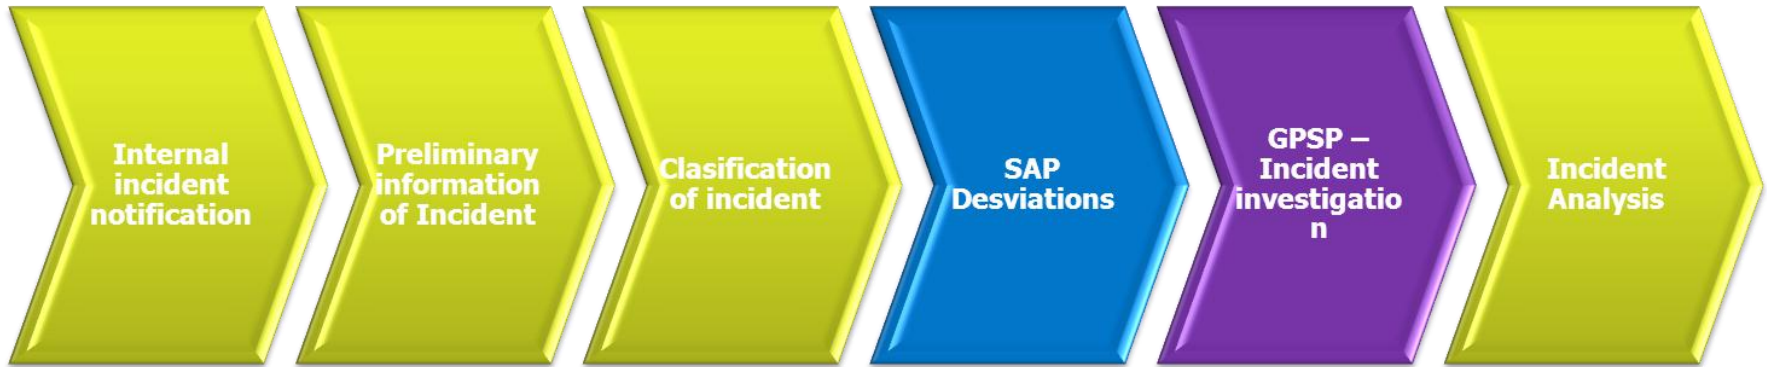 Internal
incident
notification
Preliminary
information
of Incident
Clasification
of incident
SAP
Desviations
GPSP –
Incident
investigatio
n
Incident
Analysis